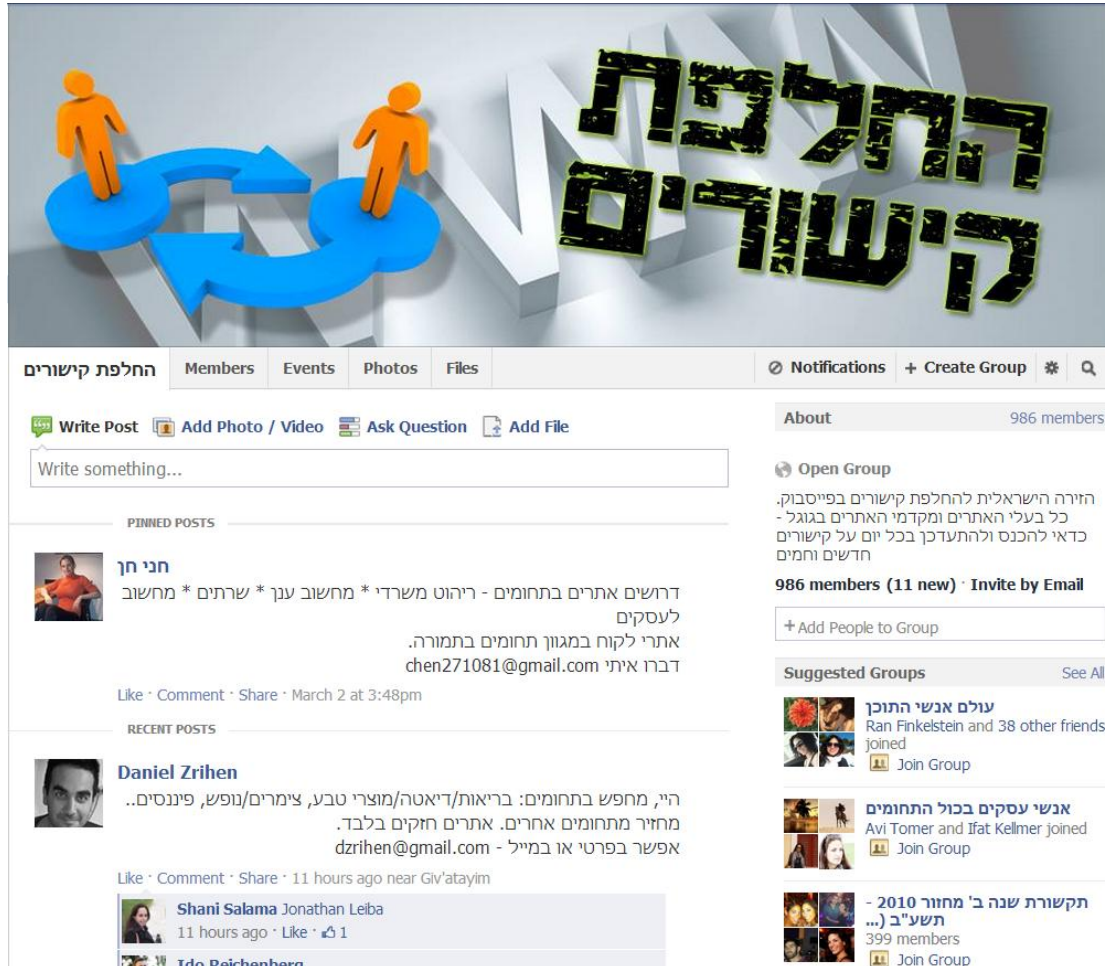 החלפת
קישורים
החלפת קישורים Members Events Photos Files Notifications + Create Group
Write Post Add Photo / Video Ask Question Add File
Write something...
PINNED POSTS
חני חן
דרושים אתרים בתחומים - ריהוט משרדי * מחשוב ענן * שרתים * מחשוב
לעסקים
אתרי לקוח במגוון תחומים בתמורה.
דברו איתי chen271081@gmail.com
Like · Comment · Share · March 2 at 3:48pm
RECENT POSTS
Daniel Zrihen
היי, מחפש בתחומים: בריאות/דיאטה/מוצרי טבע, צימרים/נופש, פיננסים..
מחזיר מתחומים אחרים. אתרים חזקים בלבד.
אפשר בפרטי או במייל - dzrihen@gmail.com
Like · Comment · Share · 11 hours ago near Giv'atayim
Shani Salama Jonathan Leiba
11 hours ago · Like · 1
Ido Reichenberg
About 986 members
Open Group
הזירה הישראלית להחלפת קישורים בפייסבוק.
כל בעלי האתרים ומקדמי האתרים בגוגל -
כדאי להכנס ולהתעדכן בכל יום על קישורים
חדשים וחמים
986 members (11 new) · Invite by Email
+ Add People to Group
Suggested Groups See All
עולם אנשי התוכן
Ran Finkelstein and 38 other friends
joined
Join Group
אנשי עסקים בכול התחומים
Avi Tomer and Ifat Kellmer joined
Join Group
תקשורת שנה ב' מחזור 2010 -
תשע"ב (...
399 members
Join Group